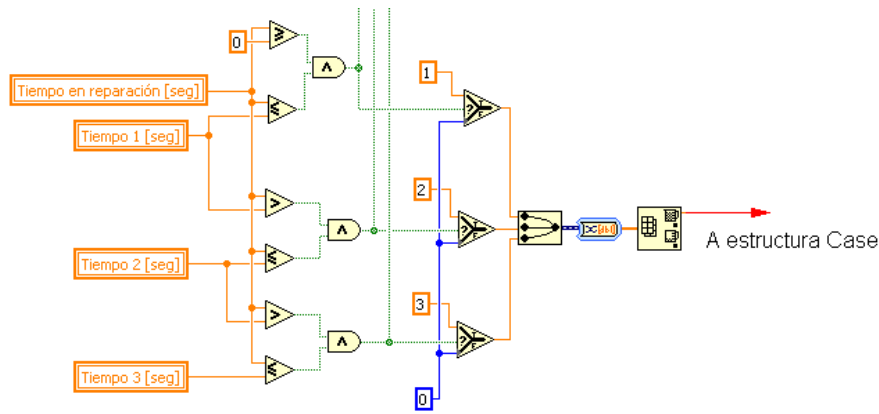 0
Tiempo en reparación [seg]
Tiempo 1 [seg]
Tiempo 2 [seg]
Tiempo 3 [seg]
≥
≤
>
≤
>
≤
∧
∧
∧
1
2
3
0
? T F
? T F
? T F
A estructura Case